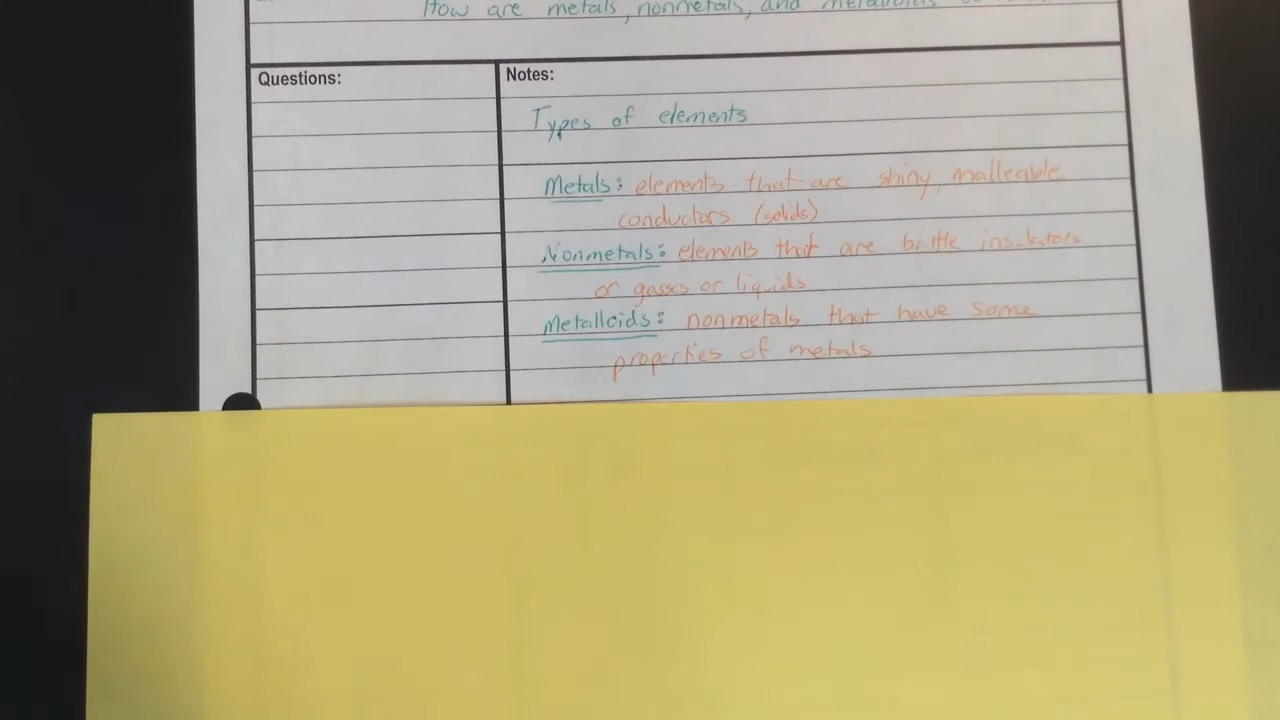 How are metals, nonmetals, and metalloids
Questions:
Notes:
Types of elements
Metals: elements that are shiny, malleable
conductors (solids)
Nonmetals: elements that are brittle insulators
or gasses or liquids
Metalloids: nonmetals that have some
properties of metals